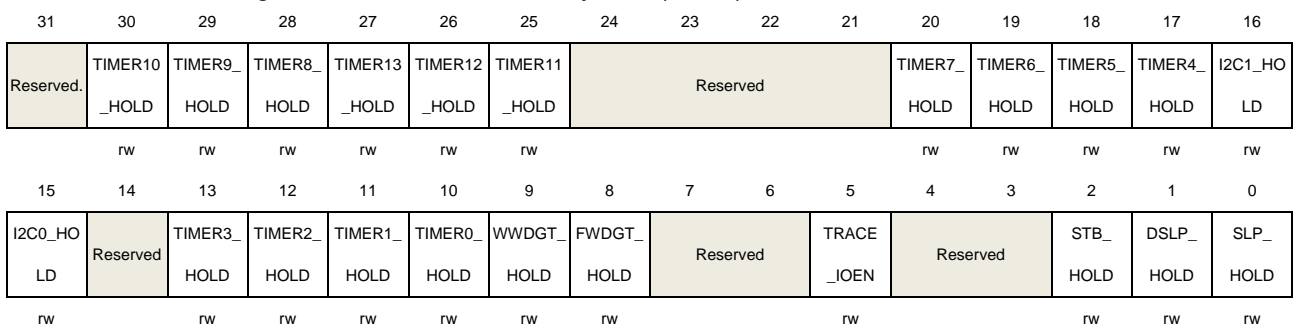 31 30 29 28 27 26 25 24 23 22 21 20 19 18 17 16
Reserved. TIMER10 TIMER9_ TIMER8_ TIMER13 TIMER12 TIMER11 Reserved TIMER7_ TIMER6_ TIMER5_ TIMER4_ I2C1_HO
_HOLD HOLD HOLD _HOLD _HOLD _HOLD HOLD HOLD HOLD HOLD LD
rw rw rw rw rw rw rw rw rw rw rw
15 14 13 12 11 10 9 8 7 6 5 4 3 2 1 0
I2C0_HO Reserved TIMER3_ TIMER2_ TIMER1_ TIMER0_ WWDGT_ FWDGT_ Reserved TRACE Reserved STB_ DSLP_ SLP_
LD HOLD HOLD HOLD HOLD HOLD HOLD _IOEN HOLD HOLD HOLD
rw rw rw rw rw rw rw rw rw rw rw